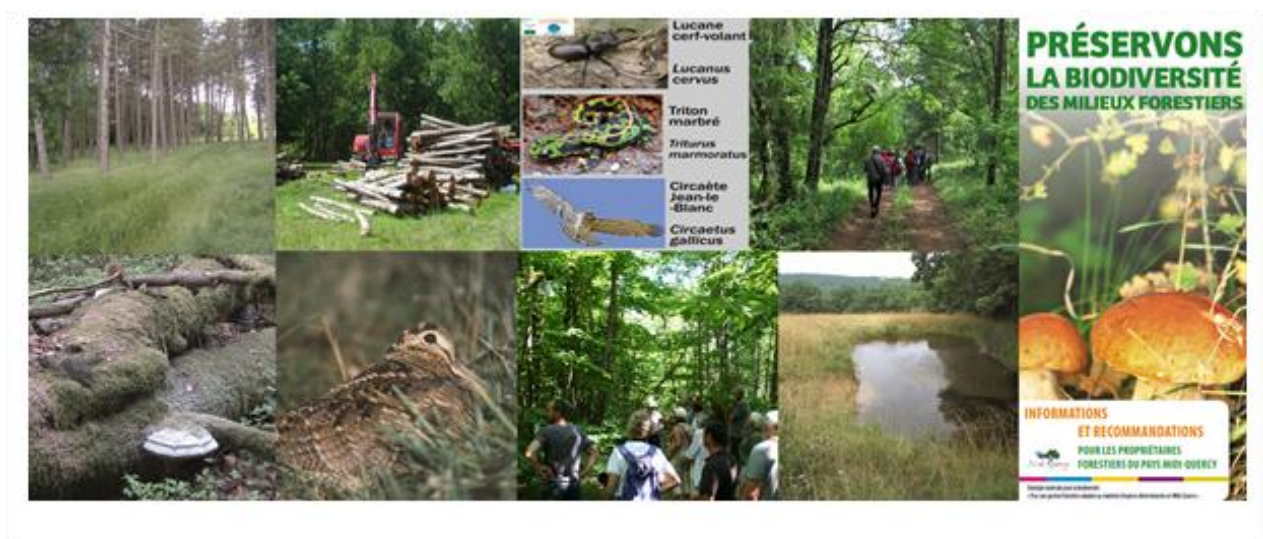 Lucane
cerf-volant
Lucanus
cervus
Triton
marbré
Triturus
marmoratus
Circaète
Jean-le
-Blanc
Circaetus
gallicus
PRÉSERVONS
LA BIODIVERSITÉ
DES MILIEUX FORESTIERS
INFORMATIONS
ET RECOMMANDATIONS
POUR LES PROPRIÉTAIRES
FORESTIERS DU PAYS MIDI-QUERCY